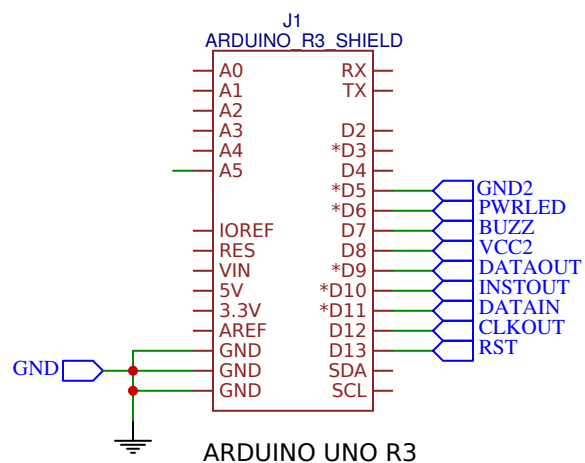 J1
ARDUINO_R3_SHIELD
A0 RX
A1 TX
A2
A3 D2
A4 *D3
A5 D4
*D5 GND2
*D6 PWRLED
IOREF D7 BUZZ
RES D8 VCC2
VIN *D9 DATAOUT
5V *D10 INSTOUT
3.3V *D11 DATAIN
AREF D12 CLKOUT
GND D13 RST
GND GND SDA
GND SCL
ARDUINO UNO R3